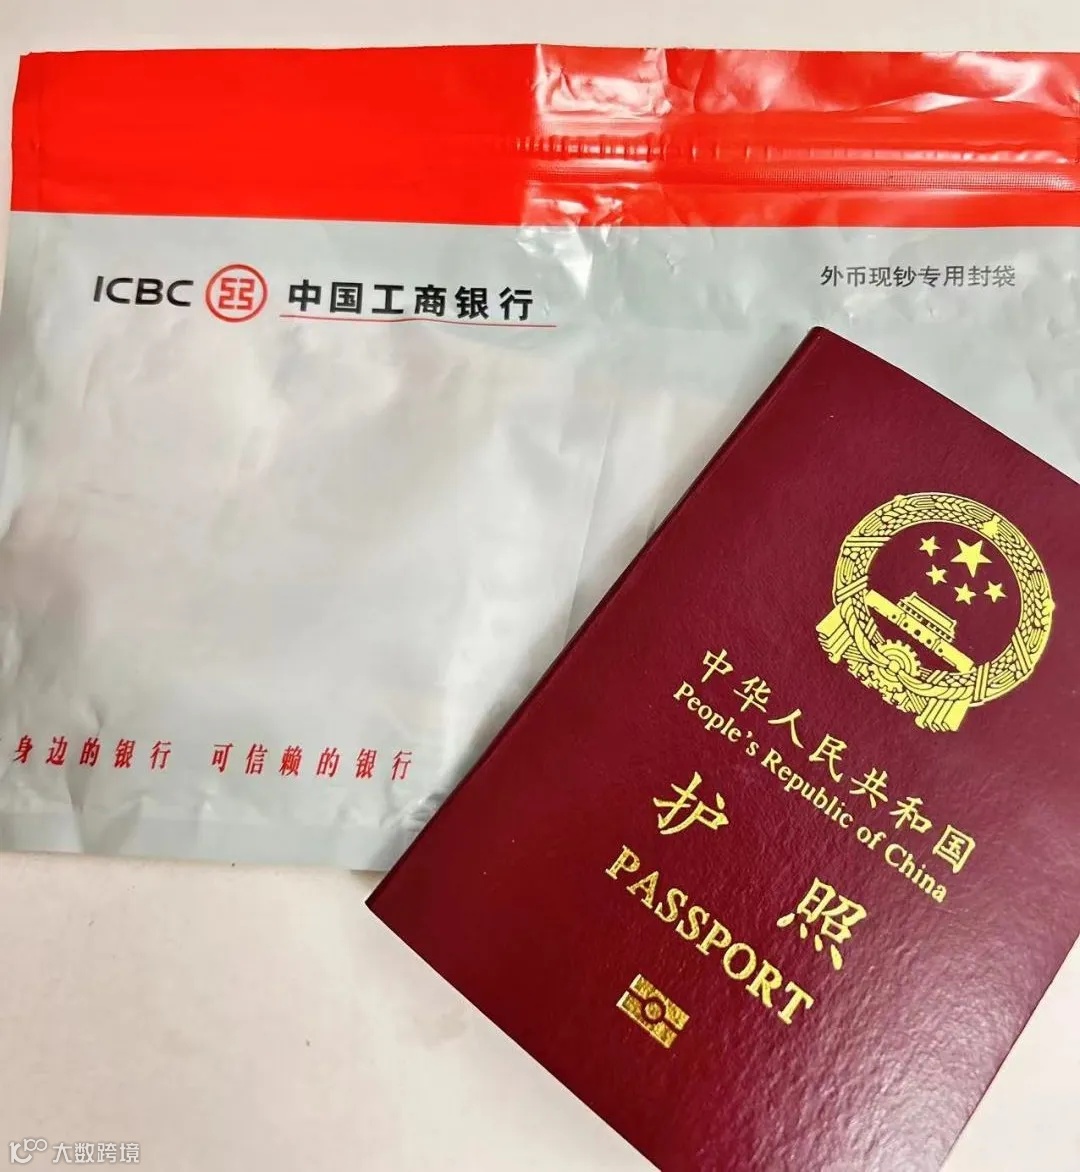 ICBC 中国工商银行
外币现钞专用封袋
身边的银行 可信赖的银行
中华人民共和国
People's Republic of China
护照
PASSPORT
大数跨境